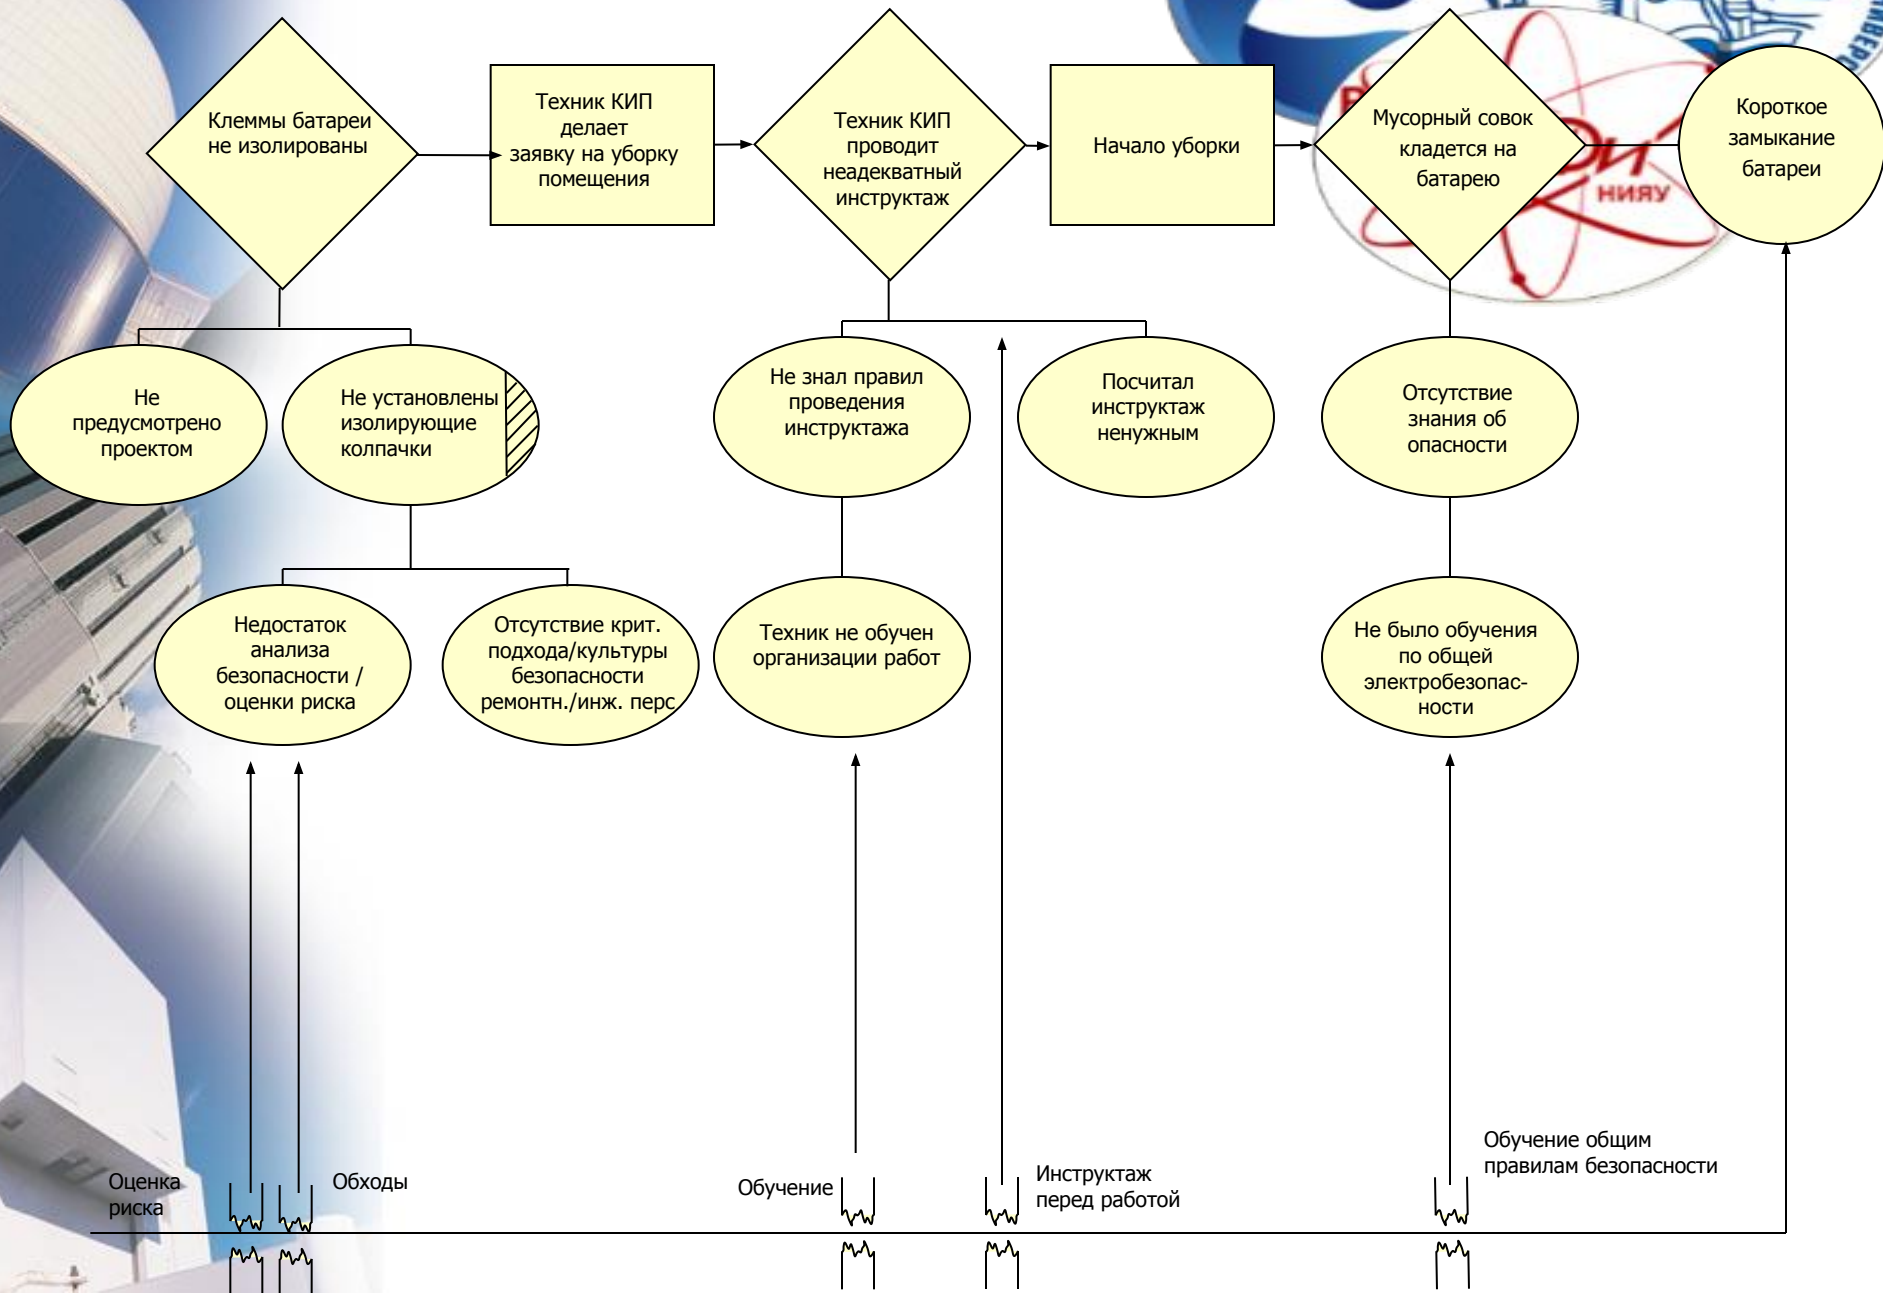 Клеммы батареи
не изолированы
Техник КИП
делает
заявку на уборку
помещения
Техник КИП
проводит
неадекватный
инструктаж
Начало уборки
Мусорный совок
кладется на
батарею
Короткое
замыкание
батареи
НИЯУ
Не
предусмотрено
проектом
Не установлены
изолирующие
колпачки
Не знал правил
проведения
инструктажа
Посчитал
инструктаж
ненужным
Отсутствие
знания об
опасности
Недостаток
анализа
безопасности /
оценки риска
Отсутствие крит.
подхода/культуры
безопасности
ремонтн./инж. перс
Техник не обучен
организации работ
Не было обучения
по общей
электробезопас-
ности
Оценка
риска
Обходы
Обучение
Инструктаж
перед работой
Обучение общим
правилам безопасности